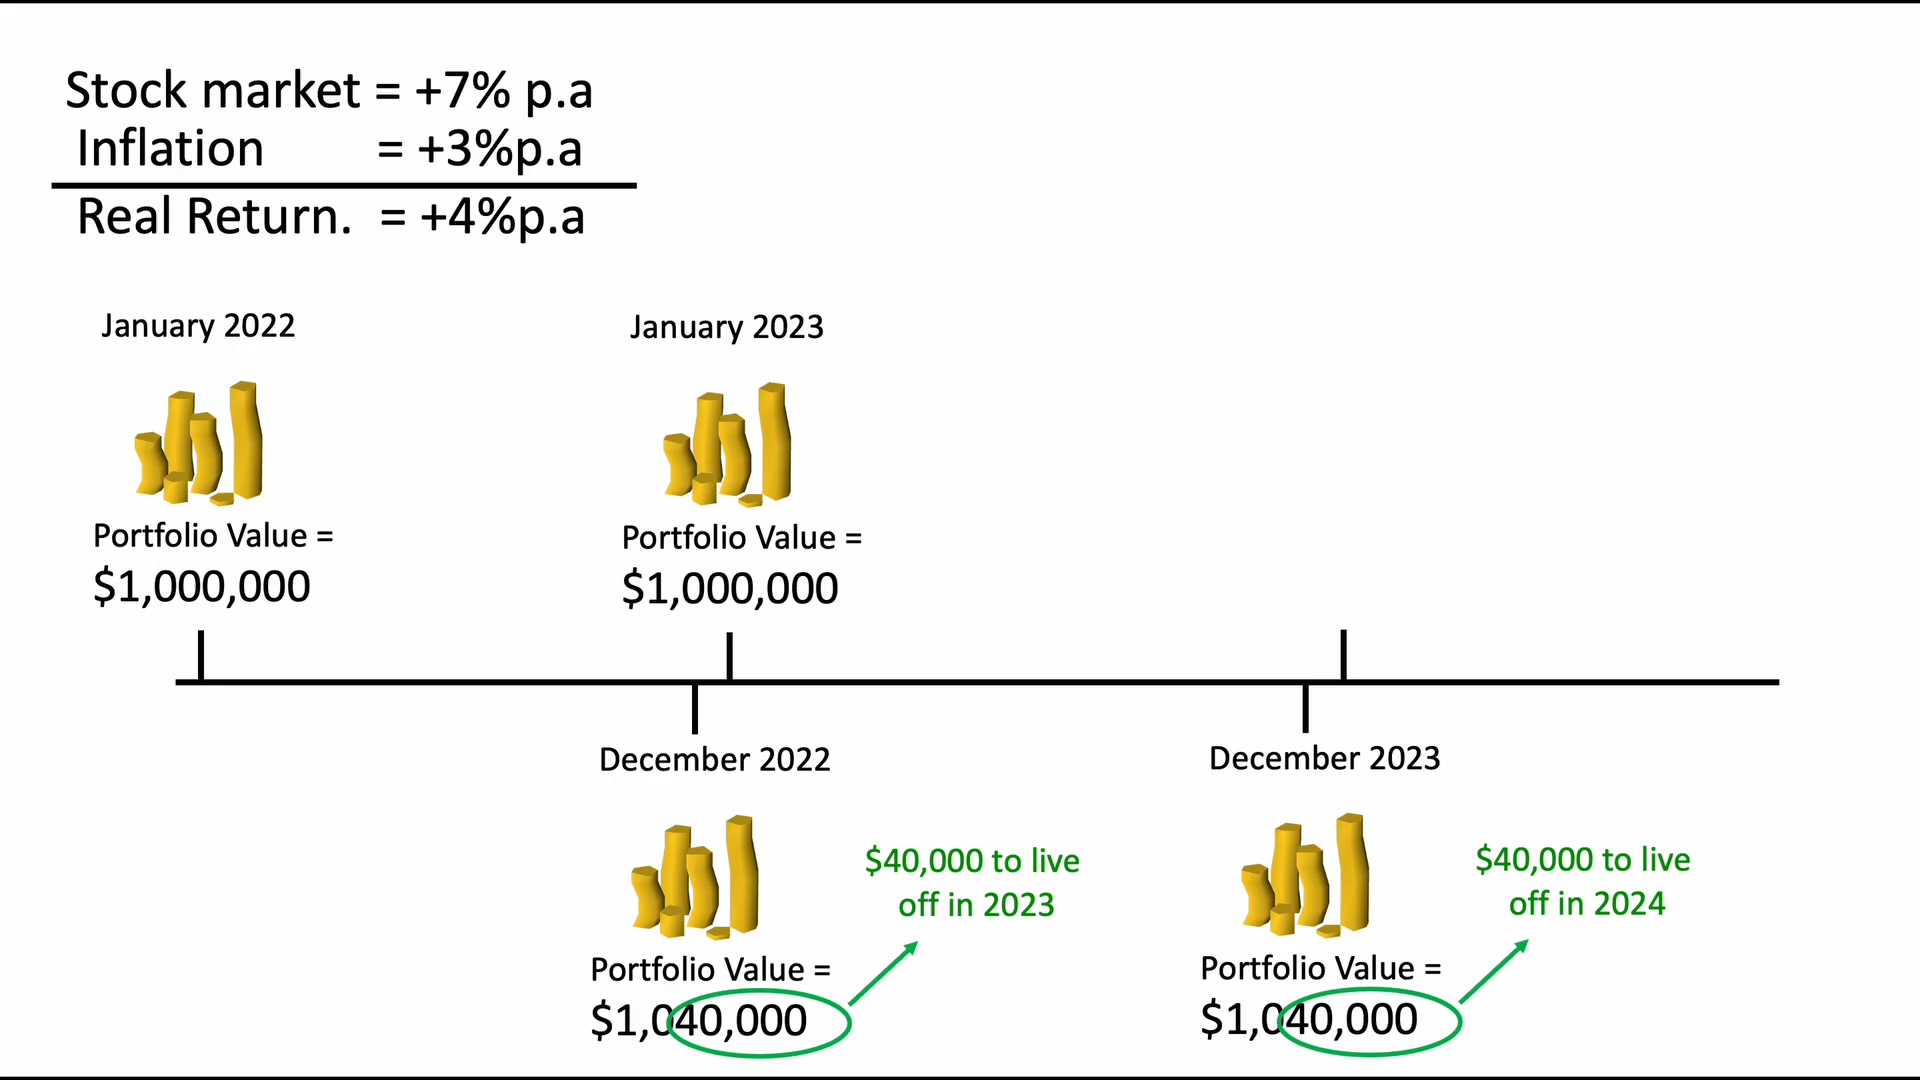 Stock market = +7% p.a
Inflation = +3%p.a
Real Return. = +4%p.a
January 2022
January 2023
Portfolio Value =
$1,000,000
Portfolio Value =
$1,000,000
December 2022
December 2023
$40,000 to live
off in 2023
$40,000 to live
off in 2024
Portfolio Value =
$1,040,000
Portfolio Value =
$1,040,000